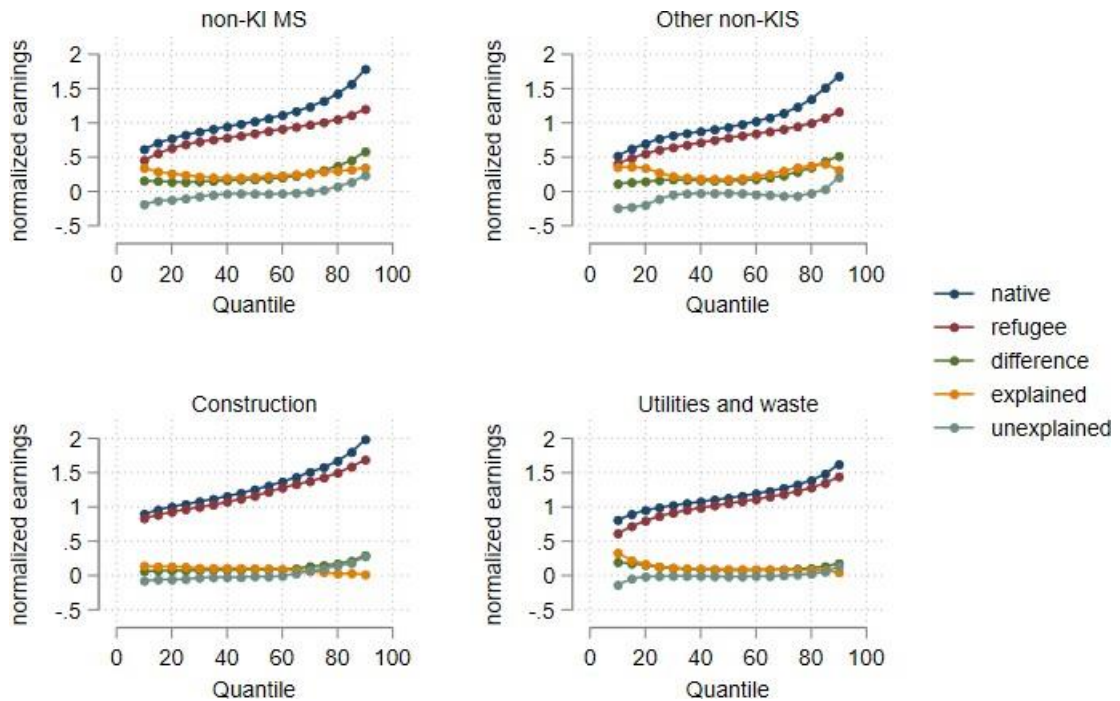 non-KI MS
normalized earnings
2
1.5
1
.5
0
-.5
0 20 40 60 80 100
Quantile
Other non-KIS
normalized earnings
2
1.5
1
.5
0
-.5
0 20 40 60 80 100
Quantile
native
refugee
difference
explained
unexplained
Construction
normalized earnings
2
1.5
1
.5
0
-.5
0 20 40 60 80 100
Quantile
Utilities and waste
normalized earnings
2
1.5
1
.5
0
-.5
0 20 40 60 80 100
Quantile